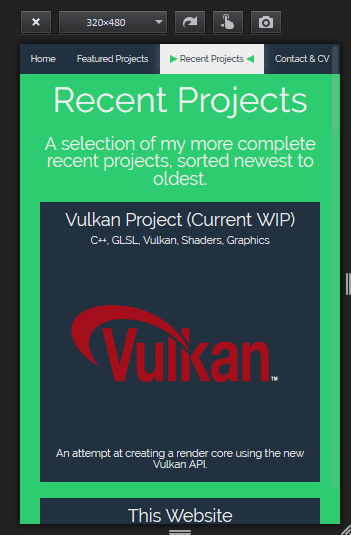 320×480
Home Featured Projects ▶ Recent Projects ◀ Contact & CV
Recent Projects
A selection of my more complete
recent projects, sorted newest to
oldest.
Vulkan Project (Current WIP)
C++, GLSL, Vulkan, Shaders, Graphics
Vulkan™
An attempt at creating a render core using the new
Vulkan API.
This Website